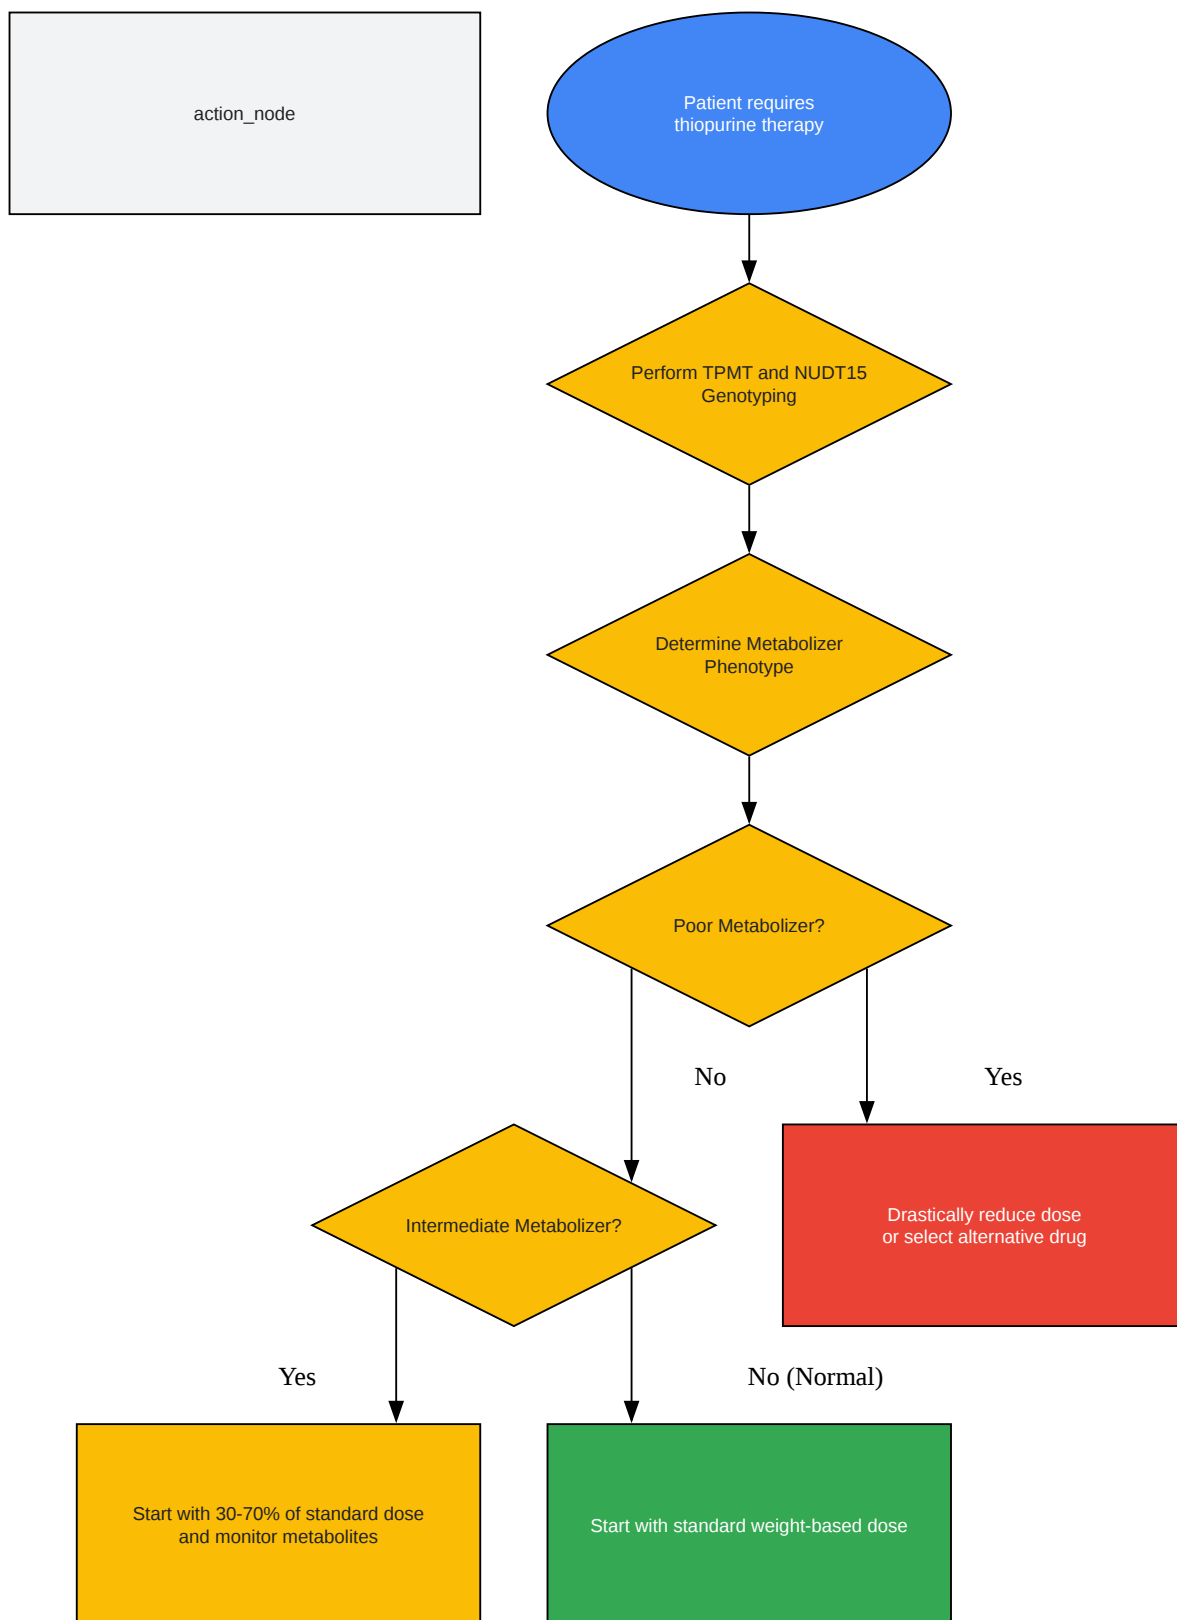 action_node
Patient requires
thiopurine therapy
Perform TPMT and NUDT15
Genotyping
Determine Metabolizer
Phenotype
Poor Metabolizer?
No
Yes
Intermediate Metabolizer?
Drastically reduce dose
or select alternative drug
Yes
No (Normal)
Start with 30-70% of standard dose
and monitor metabolites
Start with standard weight-based dose